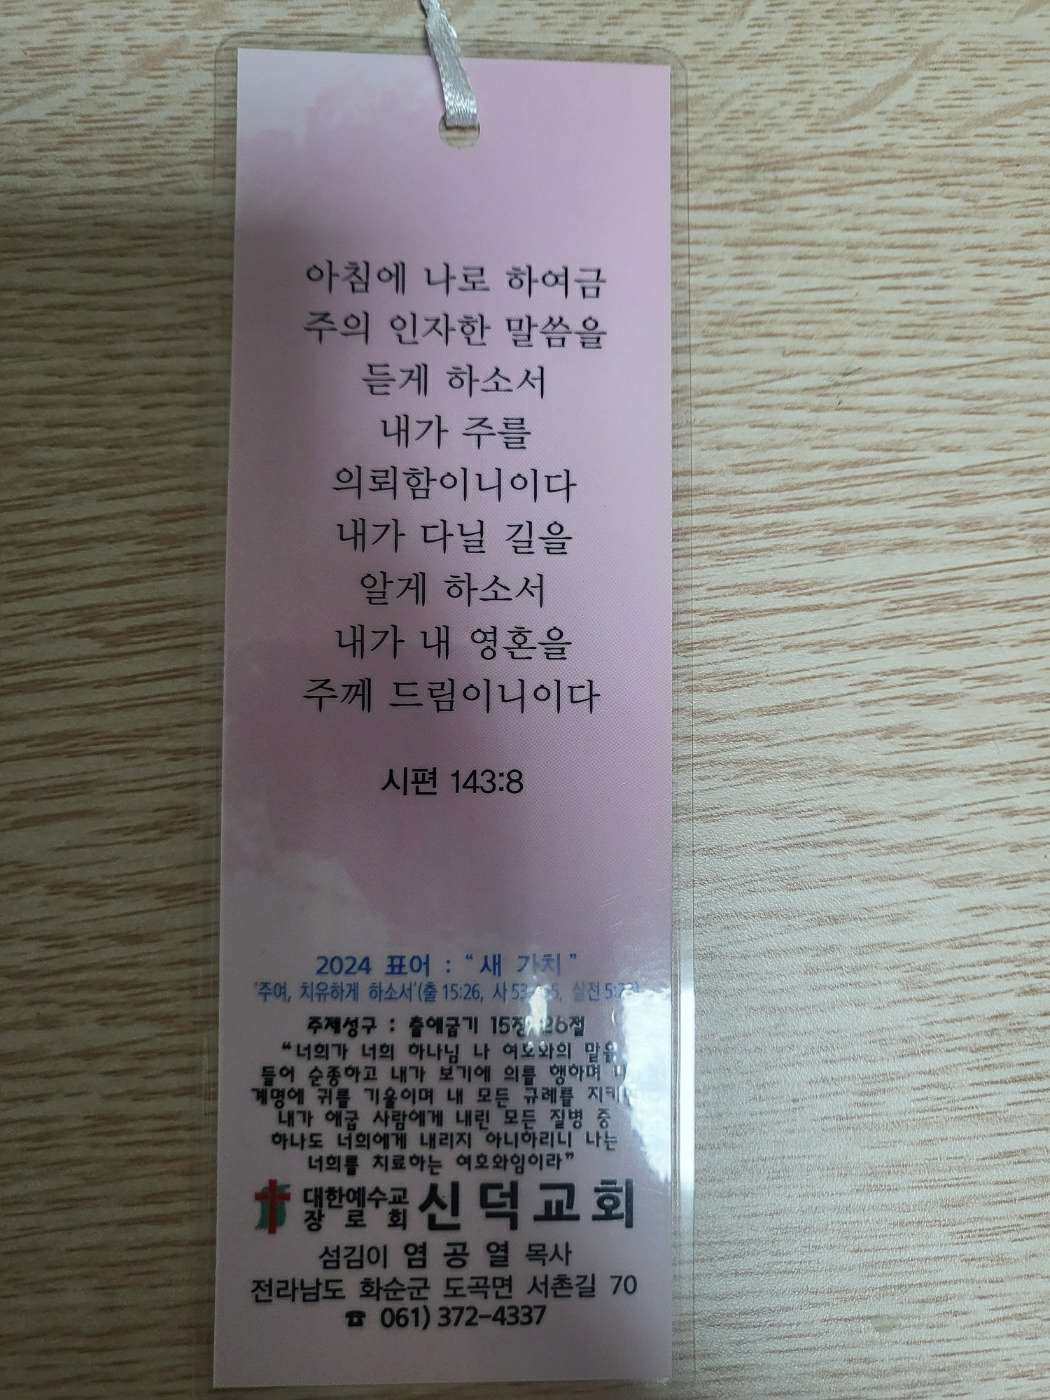 아침에 나로 하여금
주의 인자한 말씀을
듣게 하소서
내가 주를
의뢰함이니이다
내가 다닐 길을
알게 하소서
내가 내 영혼을
주께 드림이니이다
시편 143:8
2024 표어 : “새 가치”
'주여, 치유하게 하소서'(출 15:26, 사
주제성구 : 출애굽기 15장 26절
“너희가 너희 하나님 나 여호와의 말을
들어 순종하고 내가 보기에 의를 행하며
계명에 귀를 기울이며 내 모든 규례를
내가 애굽 사람에게 내린 모든 질병 중
하나도 너희에게 내리지 아니하리니 나는
너희를 치료하는 여호와임이라”
대한예수교
장로회 신덕교회
섬김이 염공열 목사
전라남도 화순군 도곡면 서촌길 70
☎ 061) 372-4337